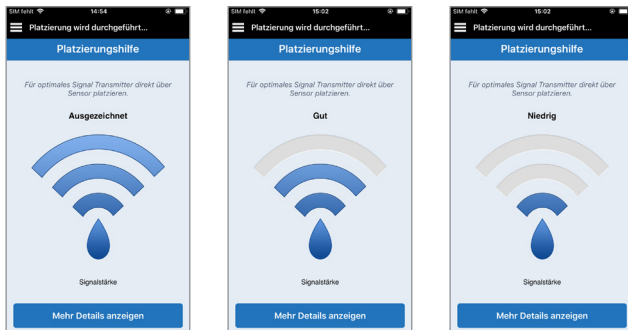 SIM fehlt 14:54
Platzierung wird durchgeführt...
Platzierungshilfe
Für optimales Signal Transmitter direkt über
Sensor platzieren.
Ausgezeichnet
Signalstärke
Mehr Details anzeigen
SIM fehlt 15:02
Platzierung wird durchgeführt...
Platzierungshilfe
Für optimales Signal Transmitter direkt über
Sensor platzieren.
Gut
Signalstärke
Mehr Details anzeigen
SIM fehlt 15:02
Platzierung wird durchgeführt...
Platzierungshilfe
Für optimales Signal Transmitter direkt über
Sensor platzieren.
Niedrig
Signalstärke
Mehr Details anzeigen